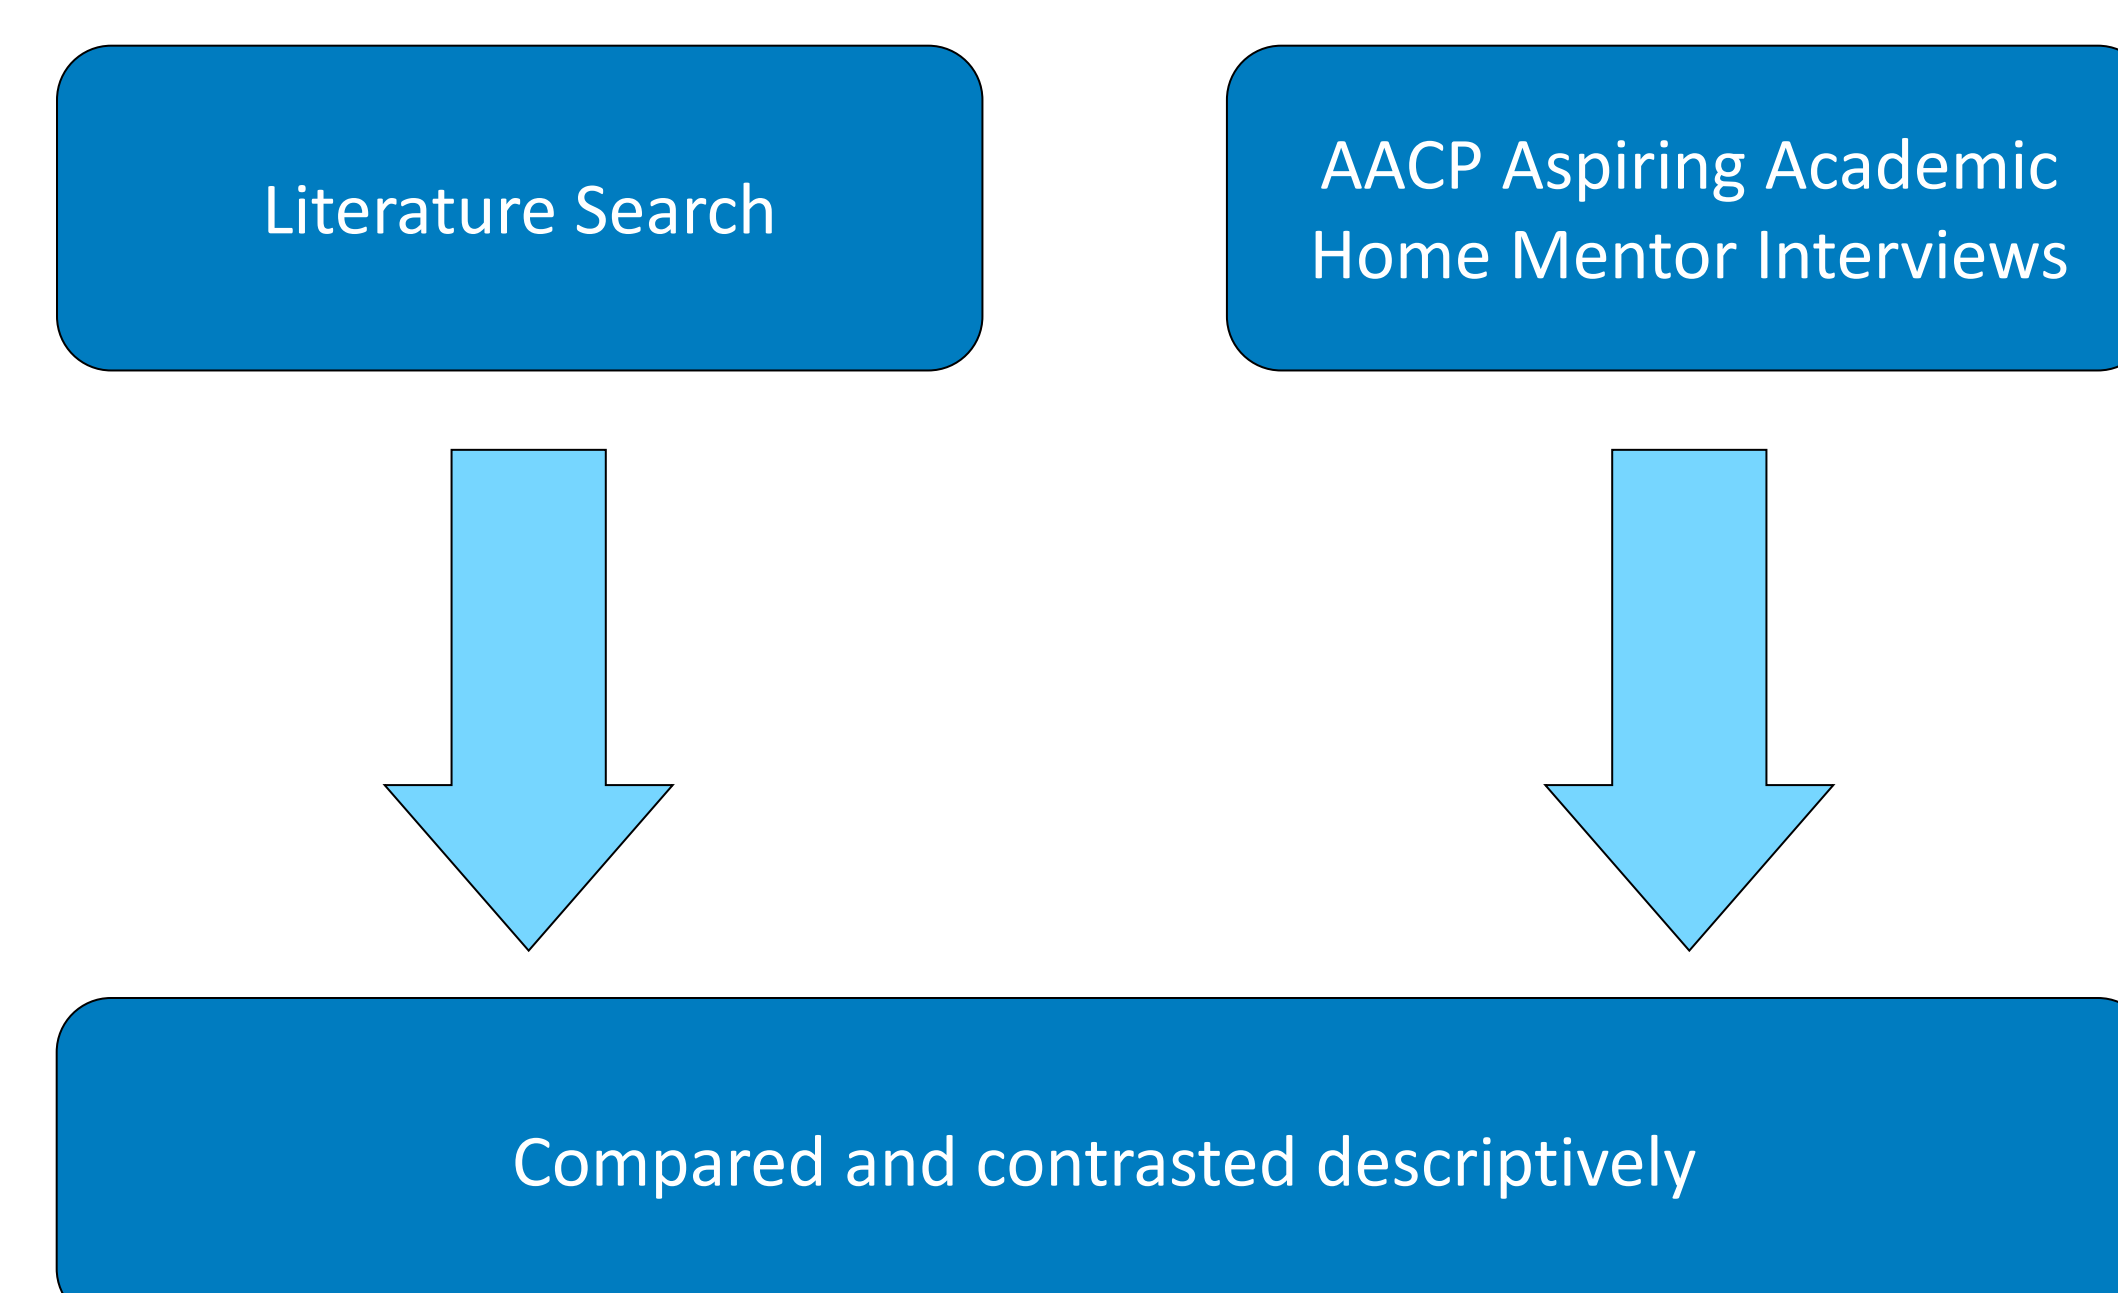 Literature Search
AACP Aspiring Academic
Home Mentor Interviews
Compared and contrasted descriptively